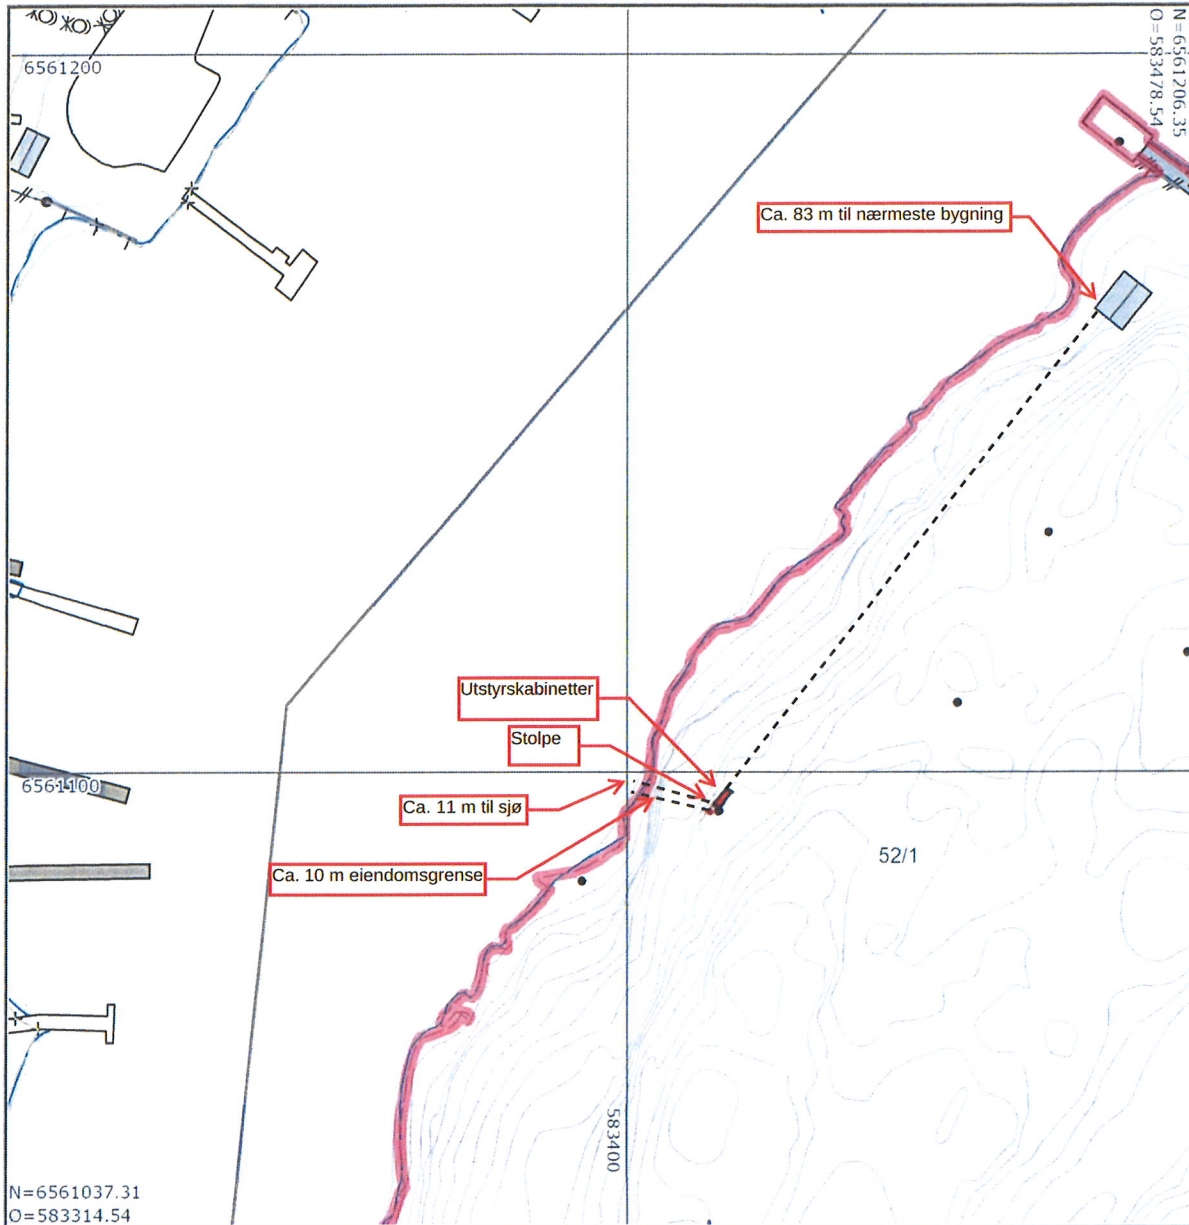 6561200
N=6561206.35
O=583478.54
Ca. 83 m til nærmeste bygning
Utstyrskabinetter
Stolpe
6561100
Ca. 11 m til sjø
52/1
Ca. 10 m eiendomsgrense
583400
N=6561037.31
O=583314.54